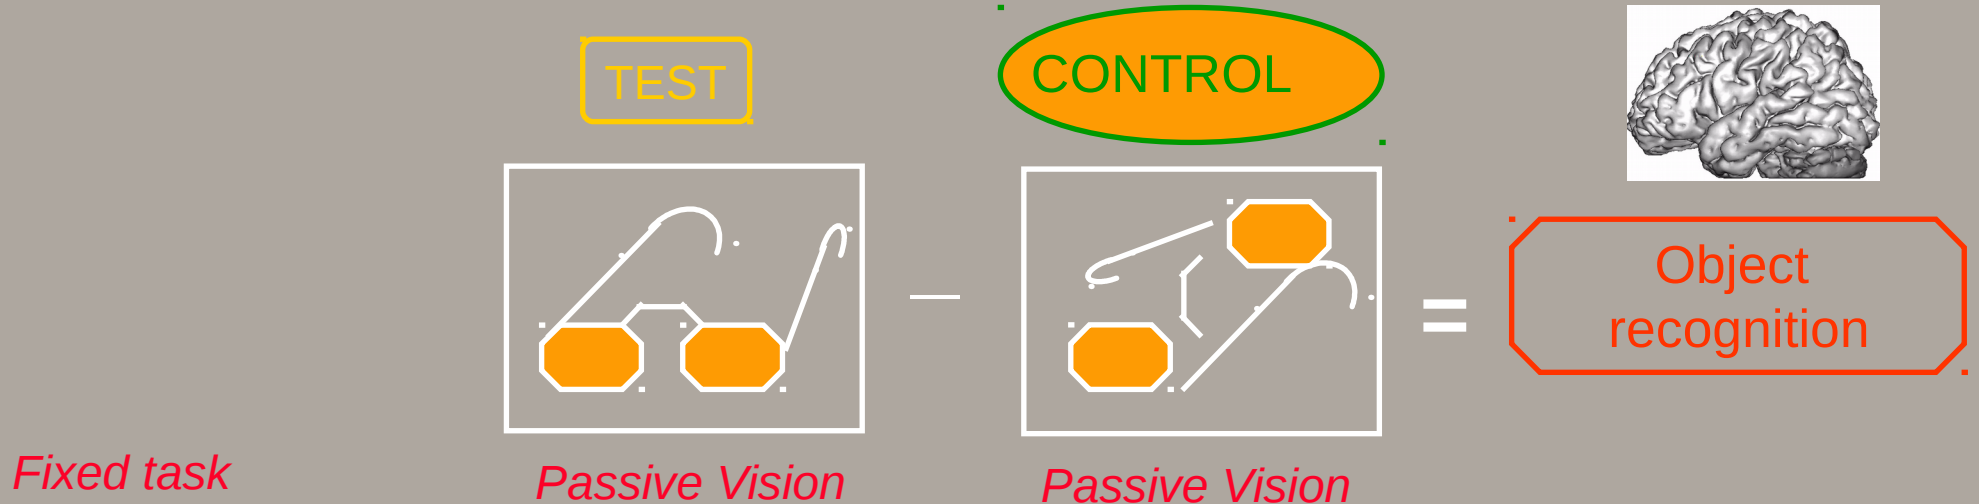 TEST
CONTROL
Object
recognition
Fixed task
Passive Vision
Passive Vision